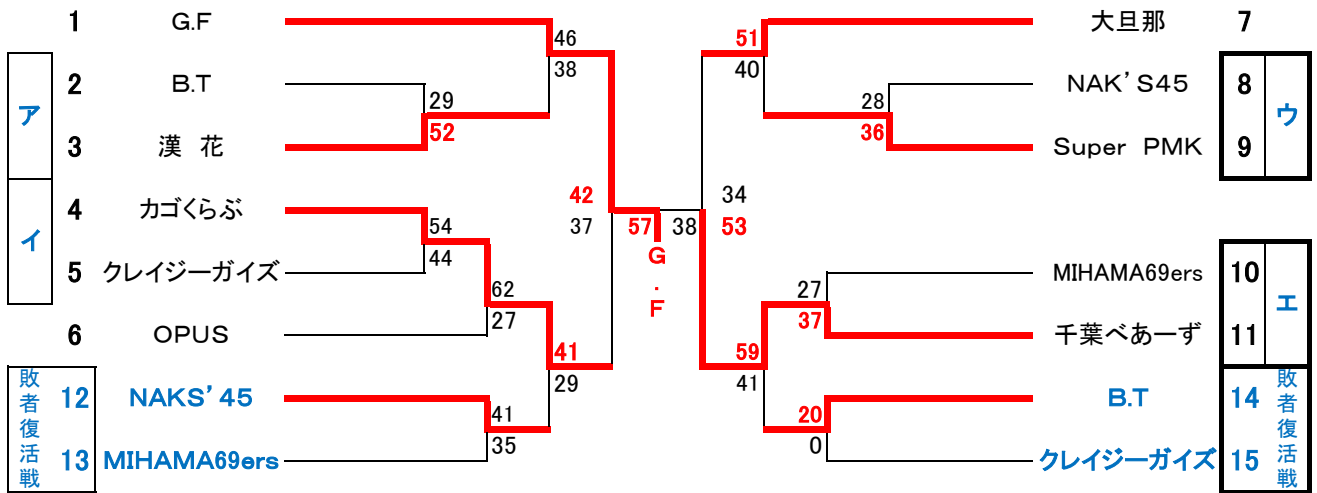 1 G.F 46 51 大旦那 7
38 40
ア 2 B.T 29 28 NAK'S45 8 ウ
3 漢 花 52 36 Super PMK 9
イ 4 カゴくらぶ 54 42 34
37 57 38 53
5 クレイジーガイズ 44 G.F MIHAMA69ers 10 エ
62 27
27 37
6 OPUS 千葉べあーず 11
41 59
29 41
敗者復活戦 12 NAKS'45 41 20 B.T 14 敗者復活戦
35 0
13 MIHAMA69ers クレイジーガイズ 15